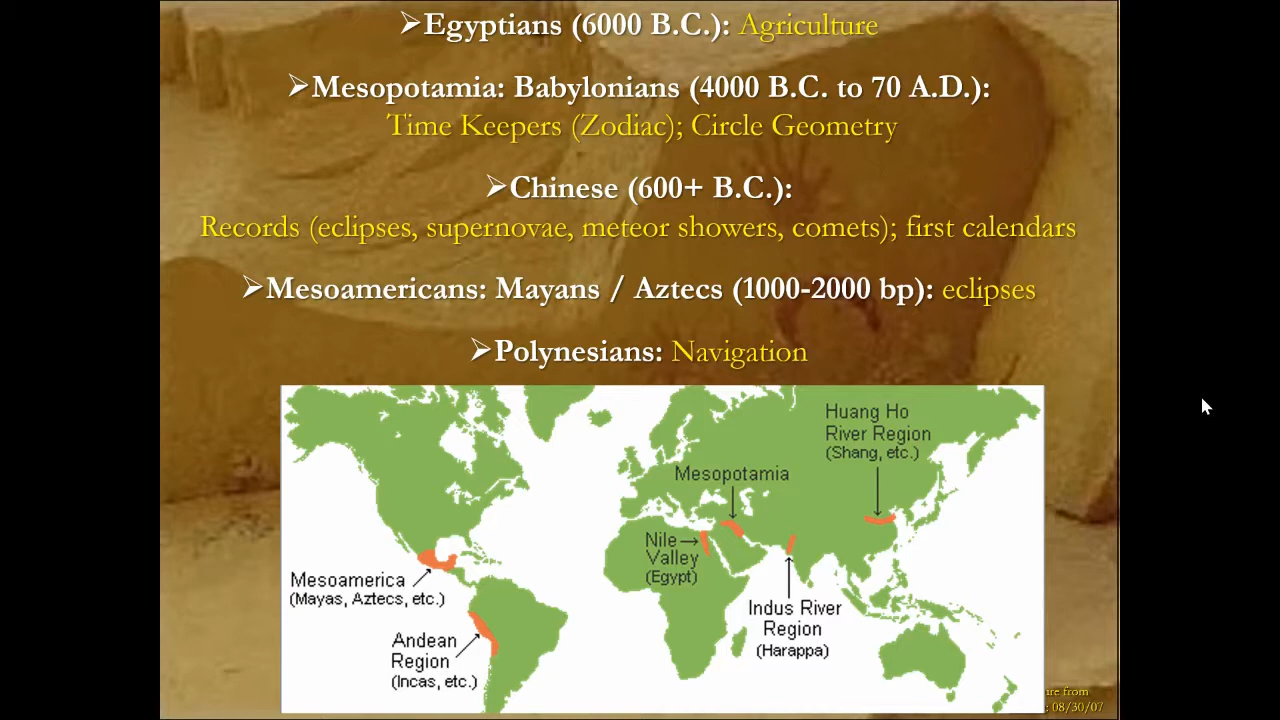 ➢Egyptians (6000 B.C.): Agriculture
➢Mesopotamia: Babylonians (4000 B.C. to 70 A.D.):
Time Keepers (Zodiac); Circle Geometry
➢Chinese (600+ B.C.):
Records (eclipses, supernovae, meteor showers, comets); first calendars
➢Mesoamericans: Mayans / Aztecs (1000-2000 bp): eclipses
➢Polynesians: Navigation
Huang Ho
River Region
(Shang, etc.)
Mesopotamia
Nile
Valley
(Egypt)
Mesoamerica
(Mayas, Aztecs, etc.)
Indus River
Region
(Harappa)
Andean
Region
(Incas, etc.)
from
: 08/30/07